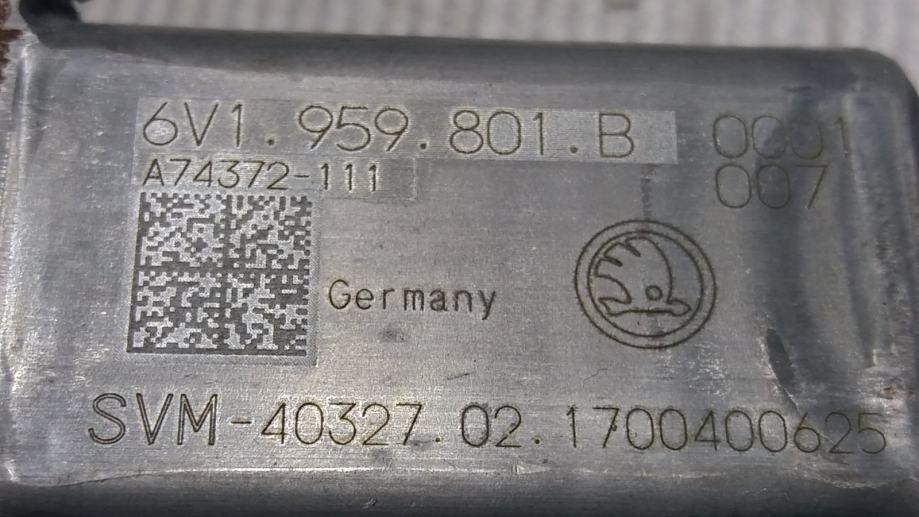 6V1.959.801.B 0001
A74372-111 007
Germany
SVM-40327.02.1700400625